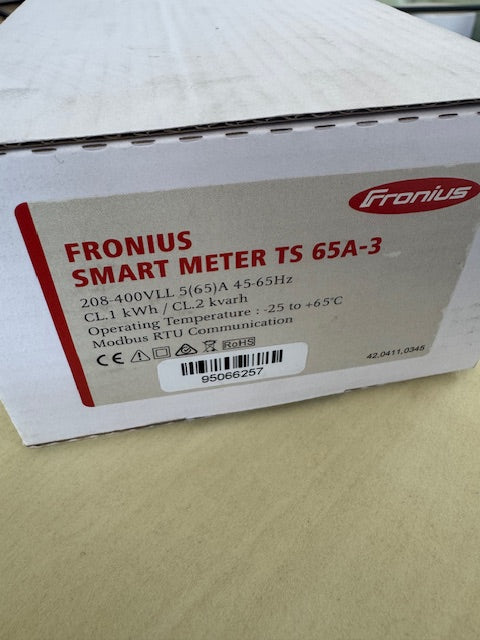 Fronius
FRONIUS
SMART METER TS 65A-3
208-400VLL 5(65)A 45-65Hz
CL.1 kWh / CL.2 kvarh
Operating Temperature : -25 to +65°C
Modbus RTU Communication
CE RoHS
95066257
42,0411,0345